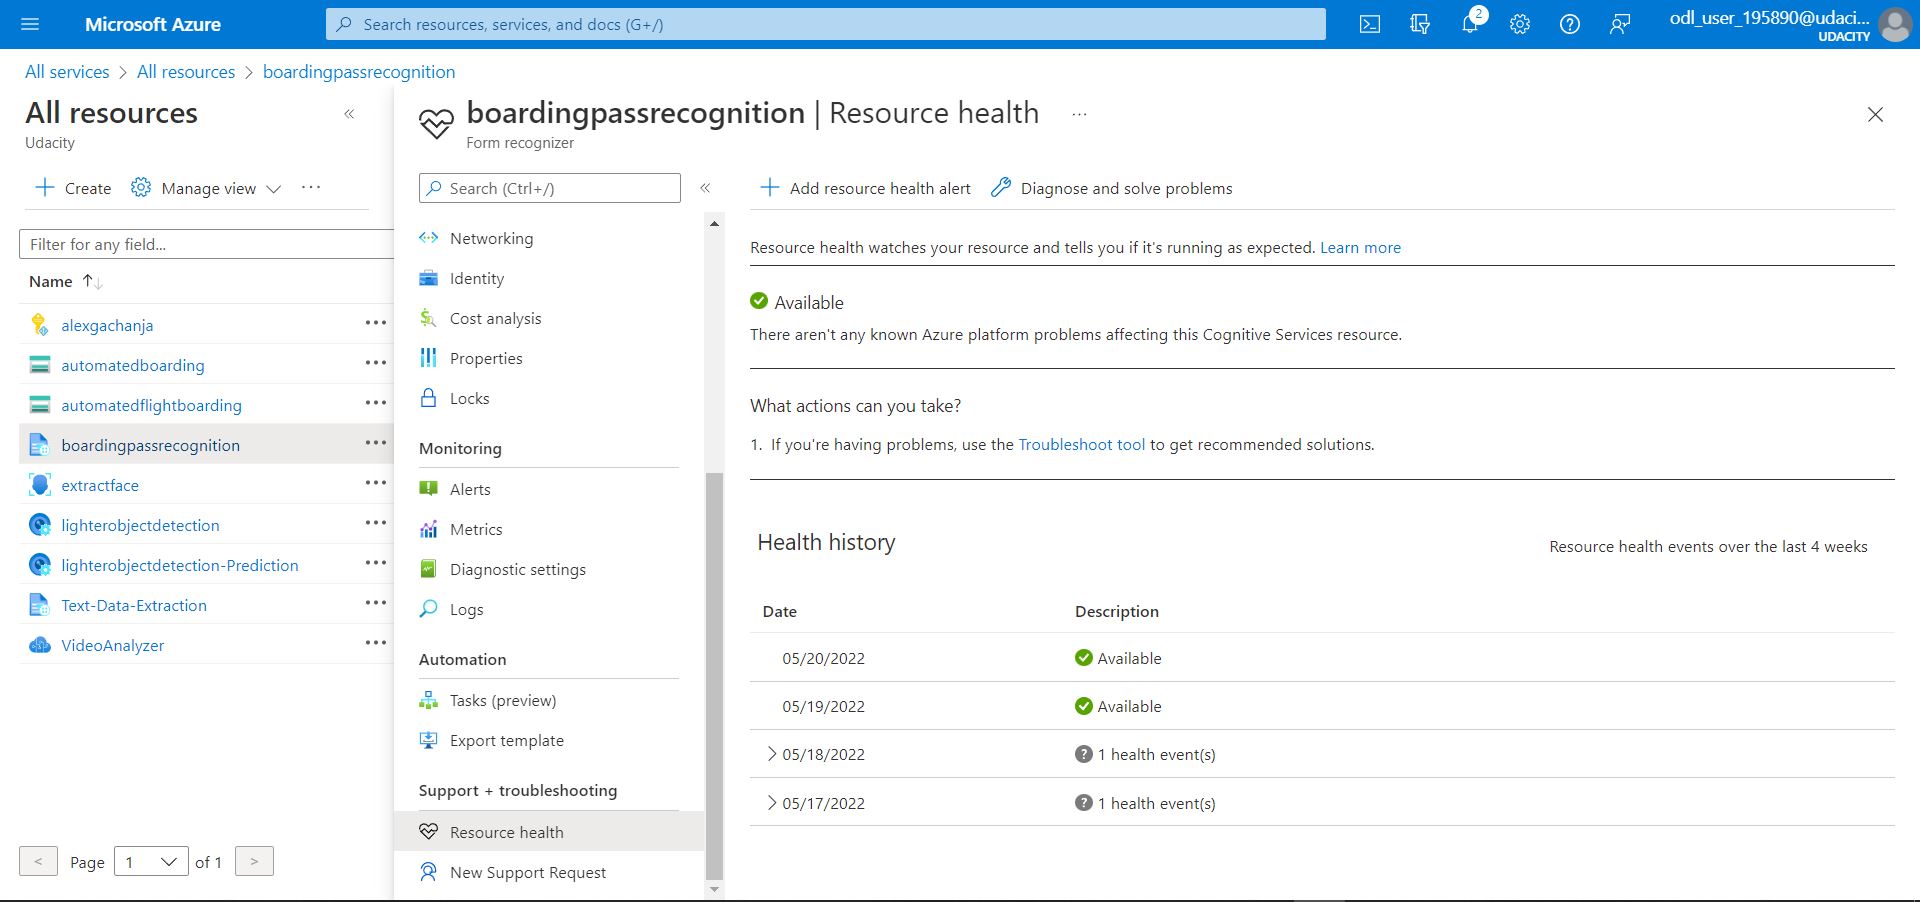 Microsoft Azure
Search resources, services, and docs (G+/)
2
odl_user_195890@udaci...
UDACITY
All services > All resources > boardingpassrecognition
All resources
Udacity
Create
Manage view
Filter for any field...
Name
alexgachanja
automatedboarding
automatedflightboarding
boardingpassrecognition
extractface
lighterobjectdetection
lighterobjectdetection-Prediction
Text-Data-Extraction
VideoAnalyzer
< Page 1 of 1 >
boardingpassrecognition | Resource health ...
Form recognizer
Search (Ctrl+/)
Networking
Identity
Cost analysis
Properties
Locks
Monitoring
Alerts
Metrics
Diagnostic settings
Logs
Automation
Tasks (preview)
Export template
Support + troubleshooting
Resource health
New Support Request
Add resource health alert
Diagnose and solve problems
Resource health watches your resource and tells you if it's running as expected. Learn more
Available
There aren't any known Azure platform problems affecting this Cognitive Services resource.
What actions can you take?
1. If you're having problems, use the Troubleshoot tool to get recommended solutions.
Health history
Resource health events over the last 4 weeks
Date Description
05/20/2022 Available
05/19/2022 Available
05/18/2022 ? 1 health event(s)
05/17/2022 ? 1 health event(s)